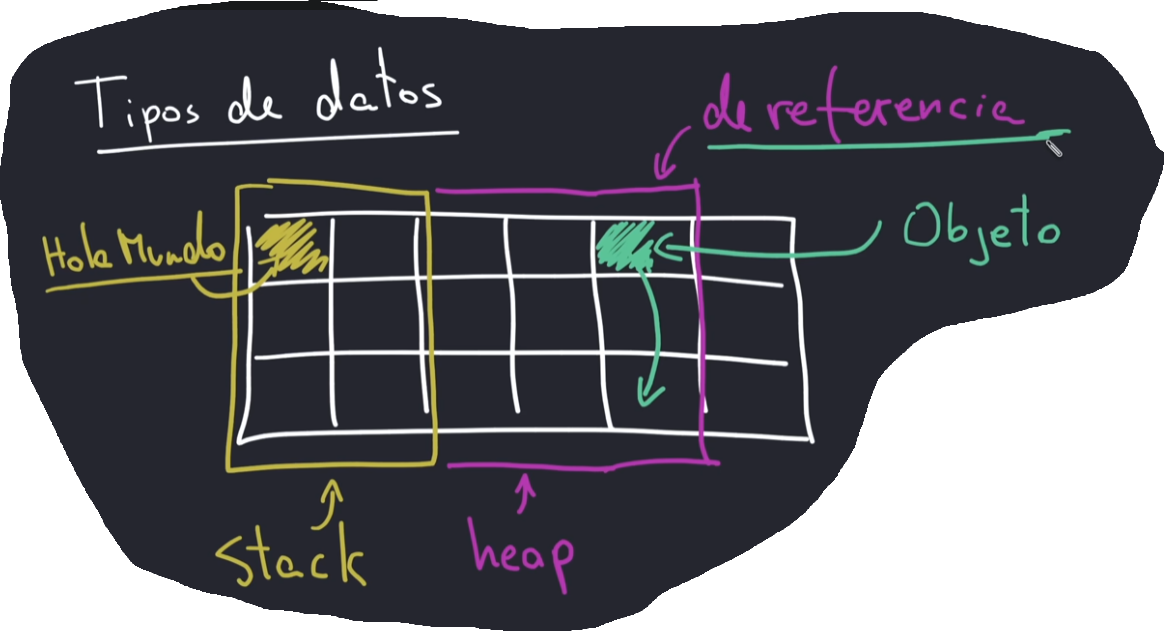 Tipos de datos
de referencia
Hola Mundo
Objeto
stack
heap